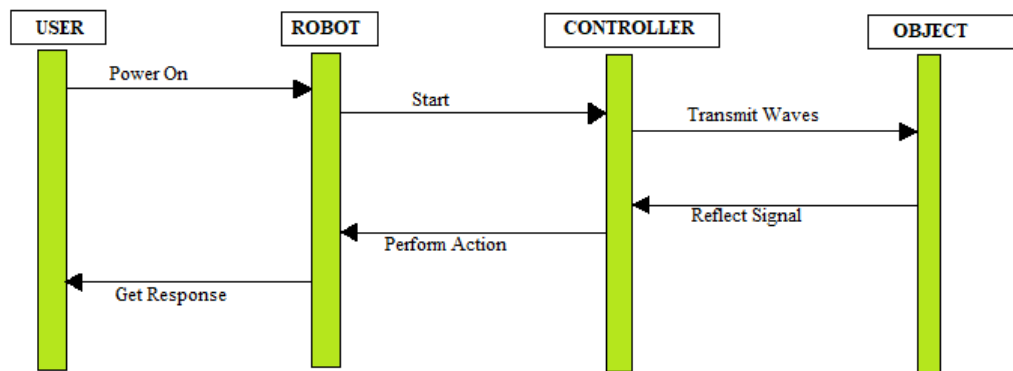 USER
ROBOT
CONTROLLER
OBJECT
Power On
Start
Transmit Waves
Reflect Signal
Perform Action
Get Response